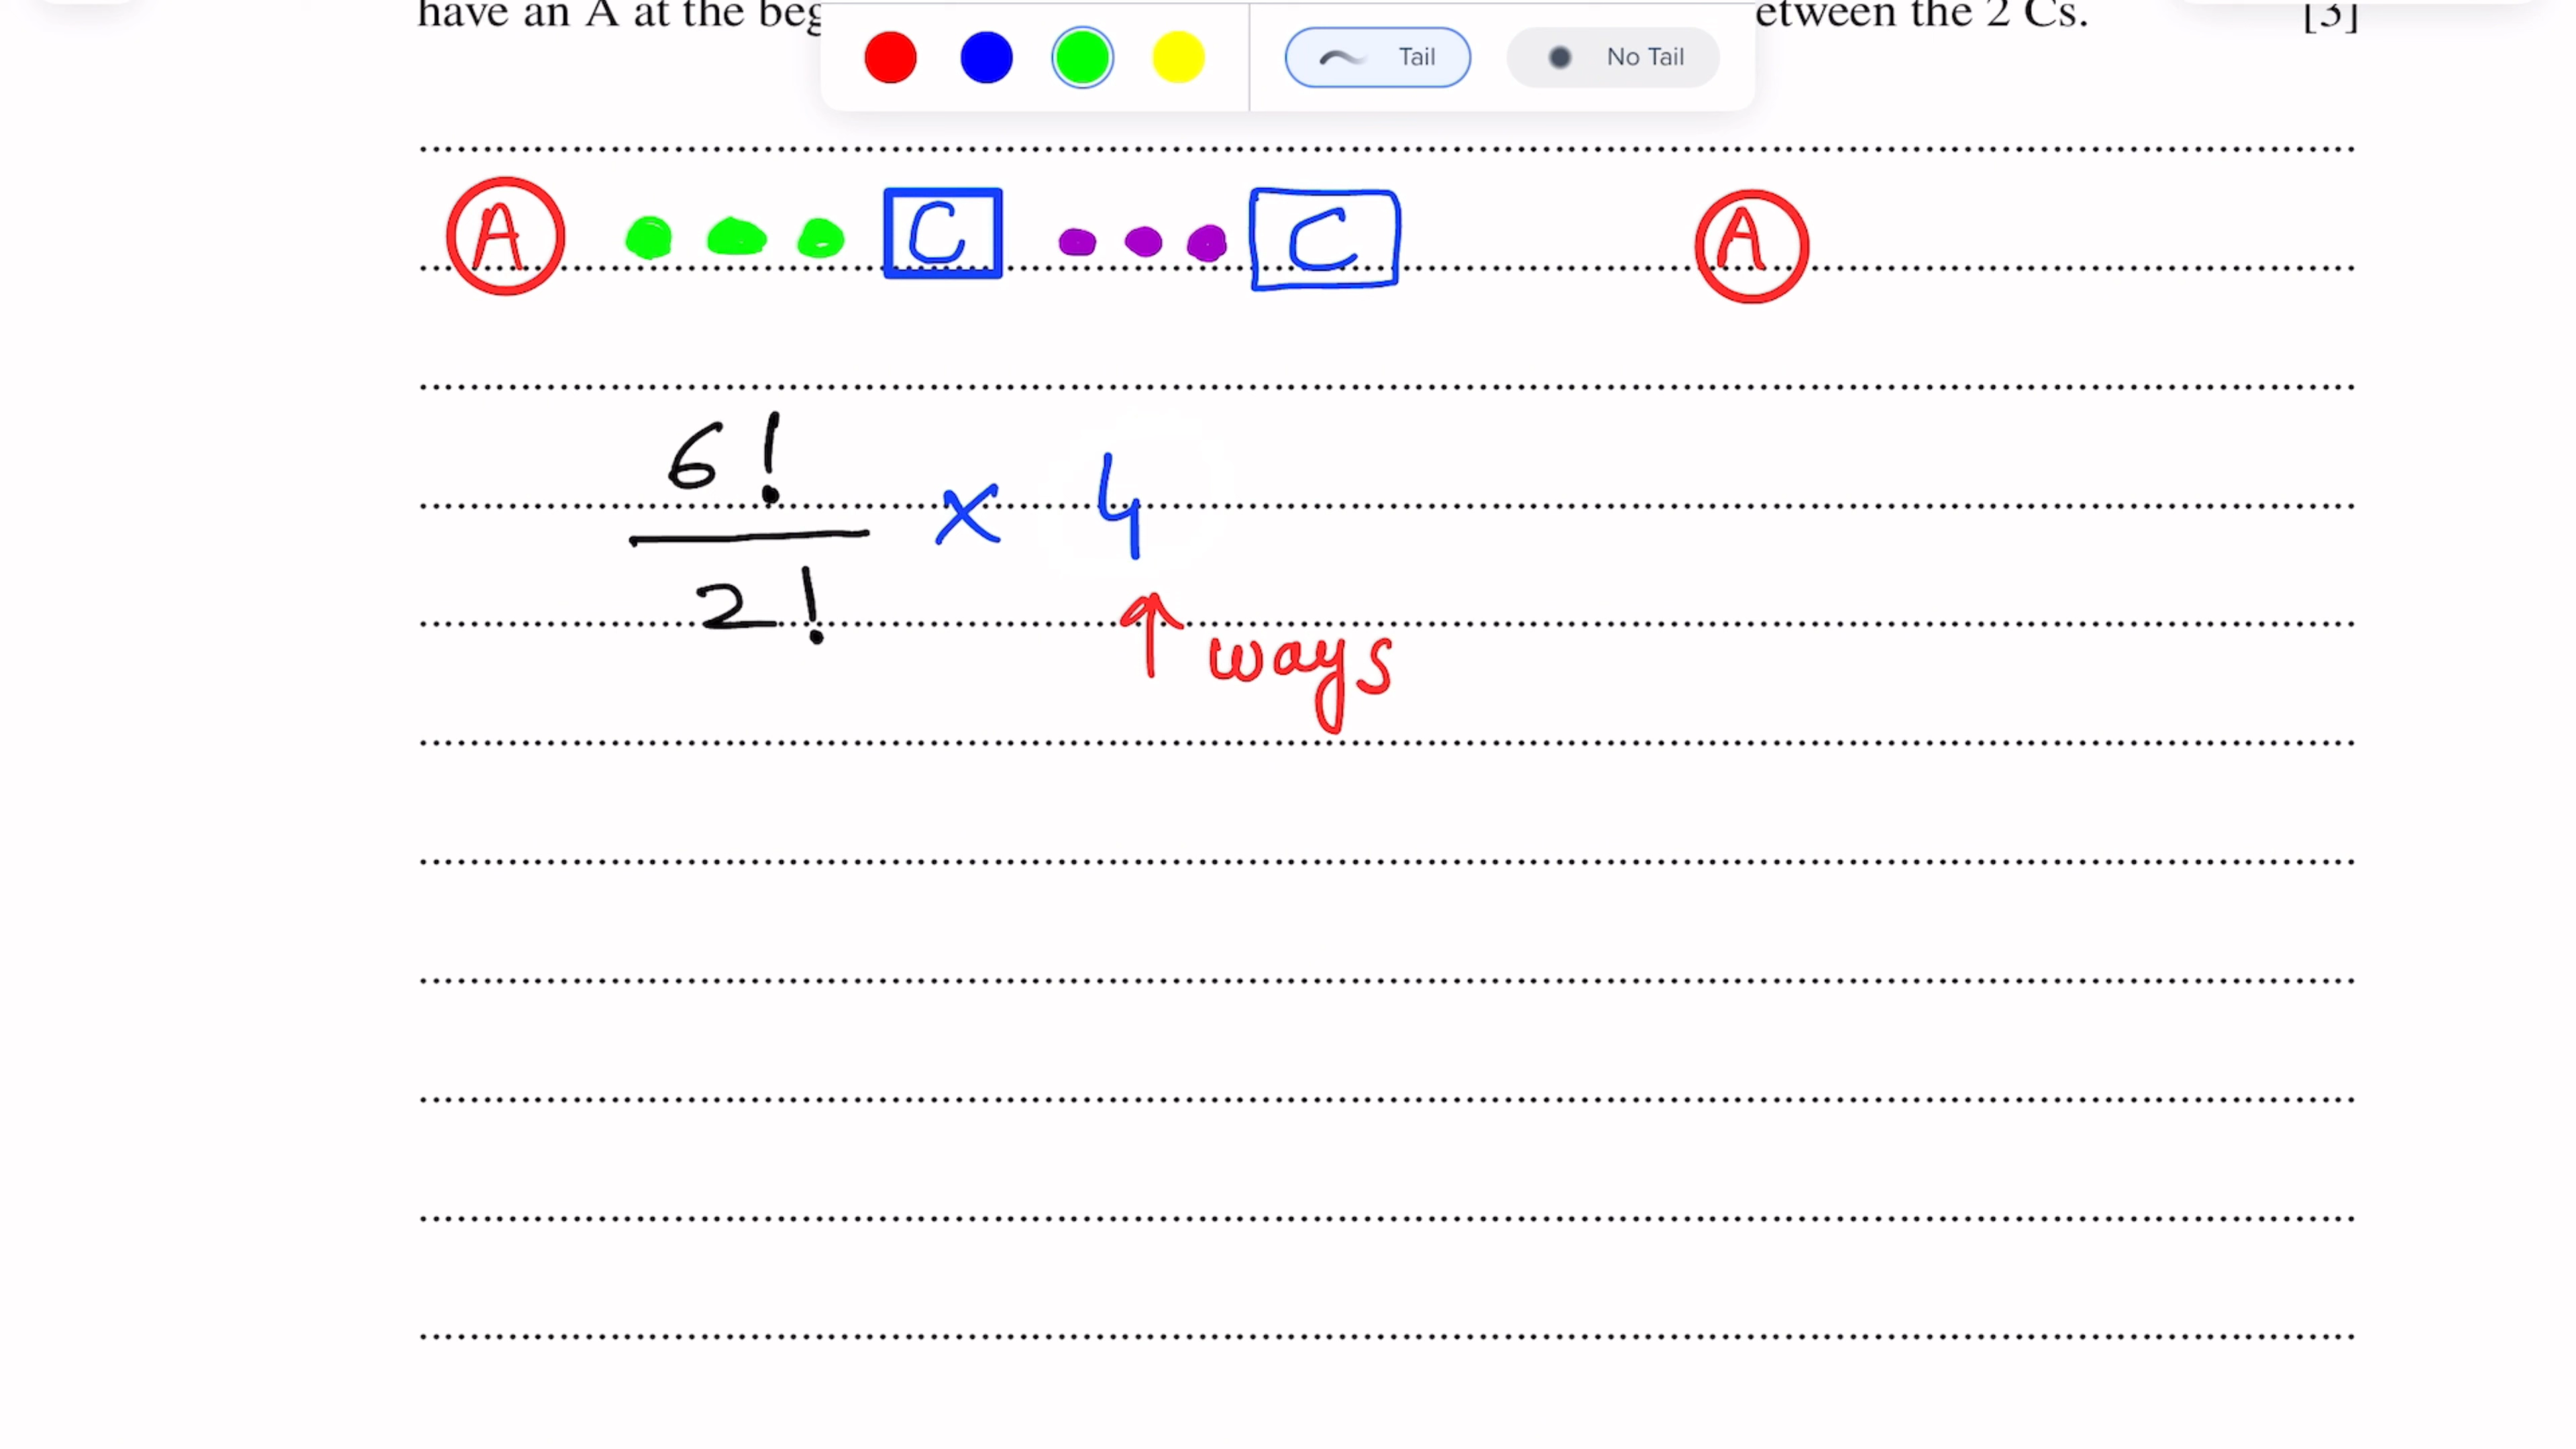 have an A at the beg etween the 2 Cs. [3]
Tail No Tail
A C C A
6! × 4
2!
ways